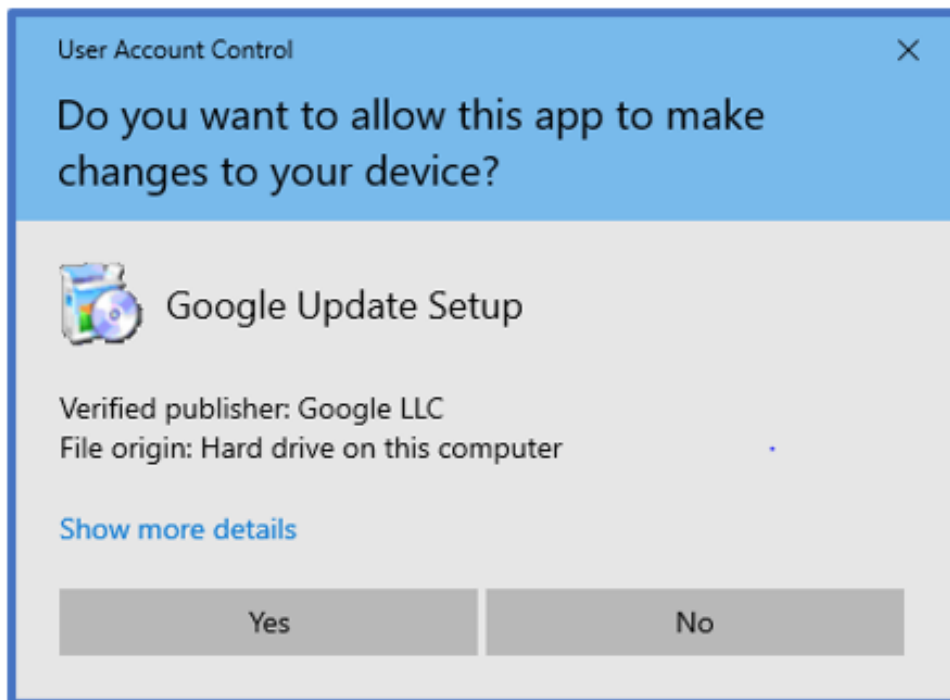 User Account Control
Do you want to allow this app to make
changes to your device?
Google Update Setup
Verified publisher: Google LLC
File origin: Hard drive on this computer
Show more details
Yes
No